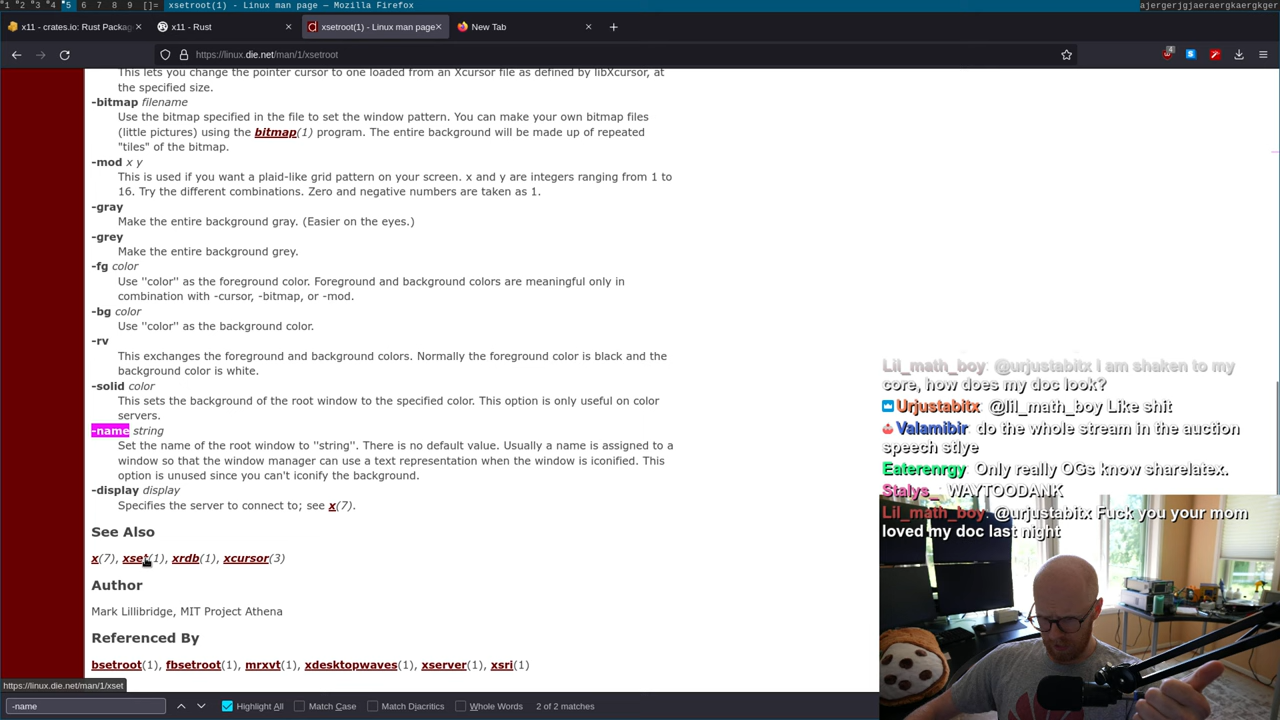 1 2 3 4 5 6 7 8 9 []= xsetroot(1) - Linux man page — Mozilla Firefox
ajergerjgjaeraergkaergkger
x11 - crates.io: Rust Packag
x11 - Rust
xsetroot(1) - Linux man page
New Tab
https://linux.die.net/man/1/xsetroot
4
This lets you change the pointer cursor to one loaded from an Xcursor file as defined by libXcursor, at
the specified size.
-bitmap filename
Use the bitmap specified in the file to set the window pattern. You can make your own bitmap files
(little pictures) using the bitmap(1) program. The entire background will be made up of repeated
"tiles" of the bitmap.
-mod x y
This is used if you want a plaid-like grid pattern on your screen. x and y are integers ranging from 1 to
16. Try the different combinations. Zero and negative numbers are taken as 1.
-gray
Make the entire background gray. (Easier on the eyes.)
-grey
Make the entire background grey.
-fg color
Use ''color'' as the foreground color. Foreground and background colors are meaningful only in
combination with -cursor, -bitmap, or -mod.
-bg color
Use ''color'' as the background color.
-rv
This exchanges the foreground and background colors. Normally the foreground color is black and the
background color is white.
-solid color
This sets the background of the root window to the specified color. This option is only useful on color
servers.
-name string
Set the name of the root window to ''string''. There is no default value. Usually a name is assigned to a
window so that the window manager can use a text representation when the window is iconified. This
option is unused since you can't iconify the background.
-display display
Specifies the server to connect to; see x(7).
See Also
x(7), xset(1), xrdb(1), xcursor(3)
Author
Mark Lillibridge, MIT Project Athena
Referenced By
bsetroot(1), fbsetroot(1), mrxvt(1), xdesktopwaves(1), xserver(1), xsri(1)
https://linux.die.net/man/1/xset
-name
Highlight All
Match Case
Match Diacritics
Whole Words
2 of 2 matches
Lil_math_boy: @urjustabitx I am shaken to my
core, how does my doc look?
Urjustabitx @lil_math_boy Like shit
Valamibir: do the whole stream in the auction
speech stlye
Eaterenrgy: Only really OGs know sharelatex.
Stalys_: WAYTOODANK
Lil_math_boy: @urjustabitx Fuck you your mom
loved my doc last night